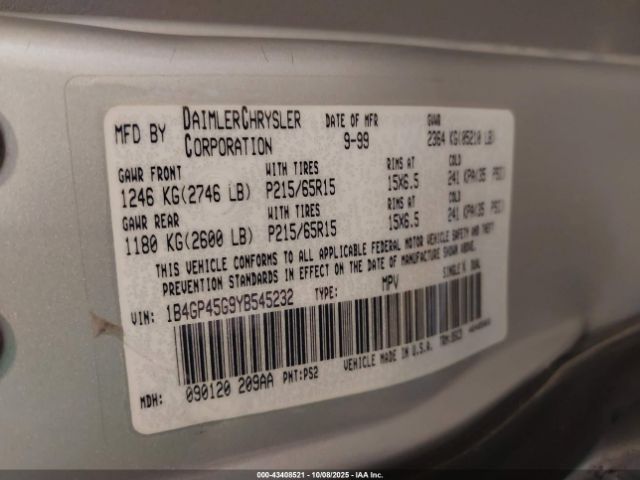 MFD BY DAIMLERCHRYSLER CORPORATION DATE OF MFR 9-99 GVWR 2364 KG(05210 LB)
GAWR FRONT WITH TIRES RIMS AT COLD
1246 KG(2746 LB) P215/65R15 15X6.5 241 KPA(35 PSI)
GAWR REAR WITH TIRES RIMS AT COLD
1180 KG(2600 LB) P215/65R15 15X6.5 241 KPA(35 PSI)
THIS VEHICLE CONFORMS TO ALL APPLICABLE FEDERAL MOTOR VEHICLE SAFETY AND THEFT
PREVENTION STANDARDS IN EFFECT ON THE DATE OF MANUFACTURE SHOWN ABOVE.
VIN: 1B4GP45G9YB545232 TYPE: MPV SINGLE X DUAL
MDH: 090120 209AA PNT:PS2 VEHICLE MADE IN U.S.A.
000-43408521 - 10/08/2025 - IAA Inc.